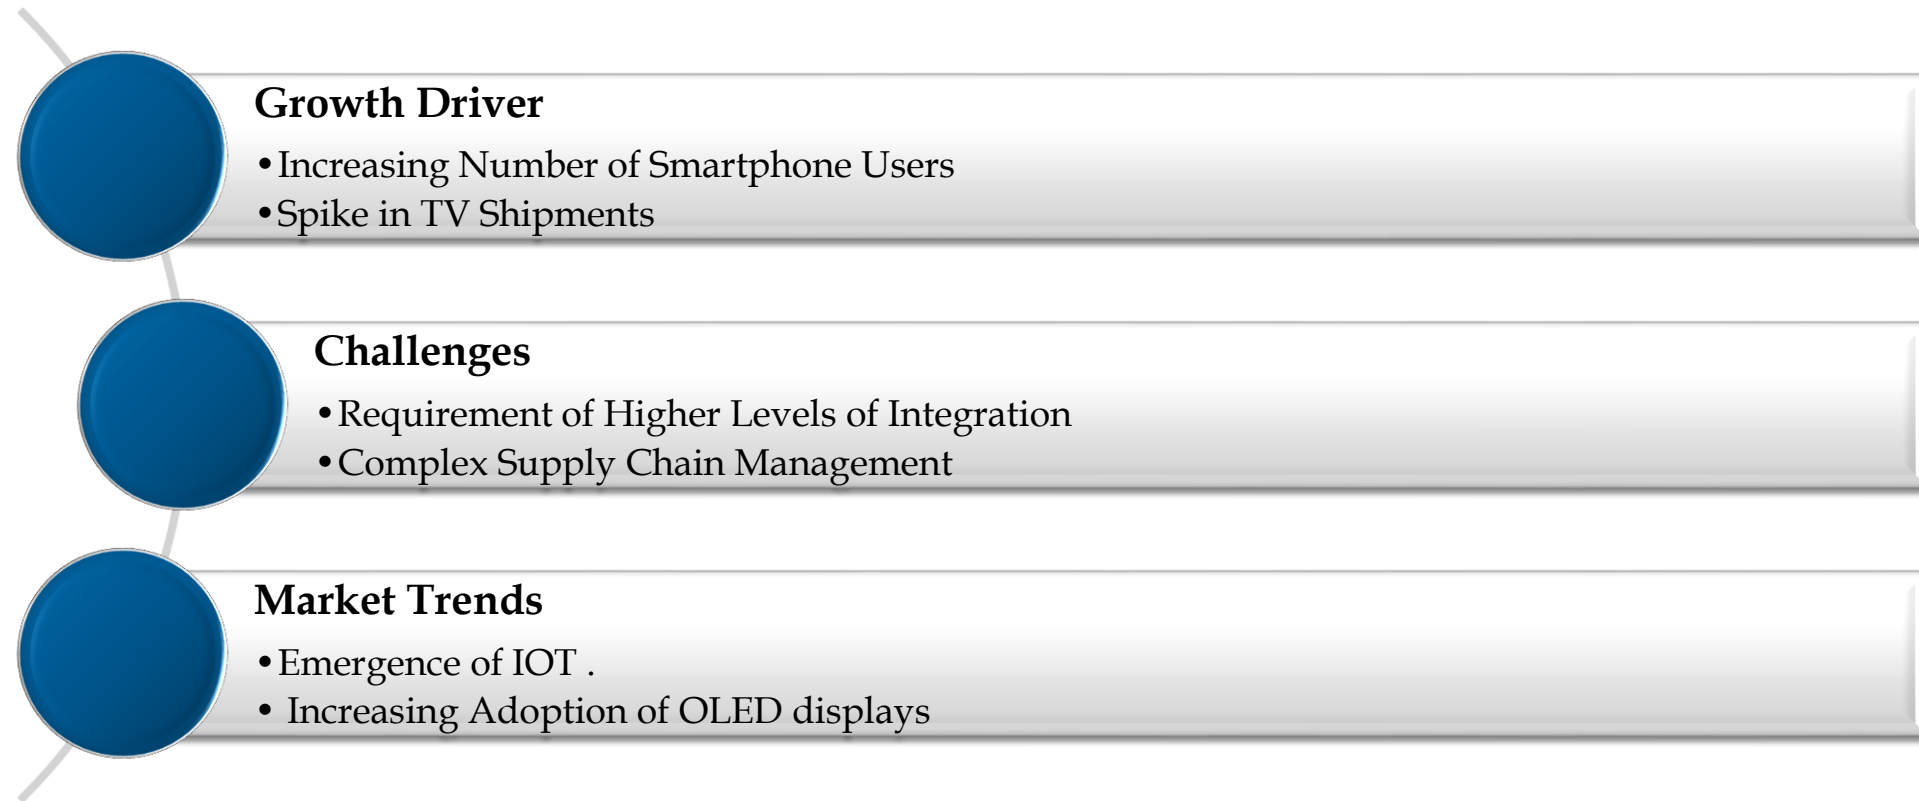 Growth Driver
•Increasing Number of Smartphone Users
•Spike in TV Shipments
Challenges
•Requirement of Higher Levels of Integration
•Complex Supply Chain Management
Market Trends
•Emergence of IOT .
• Increasing Adoption of OLED displays